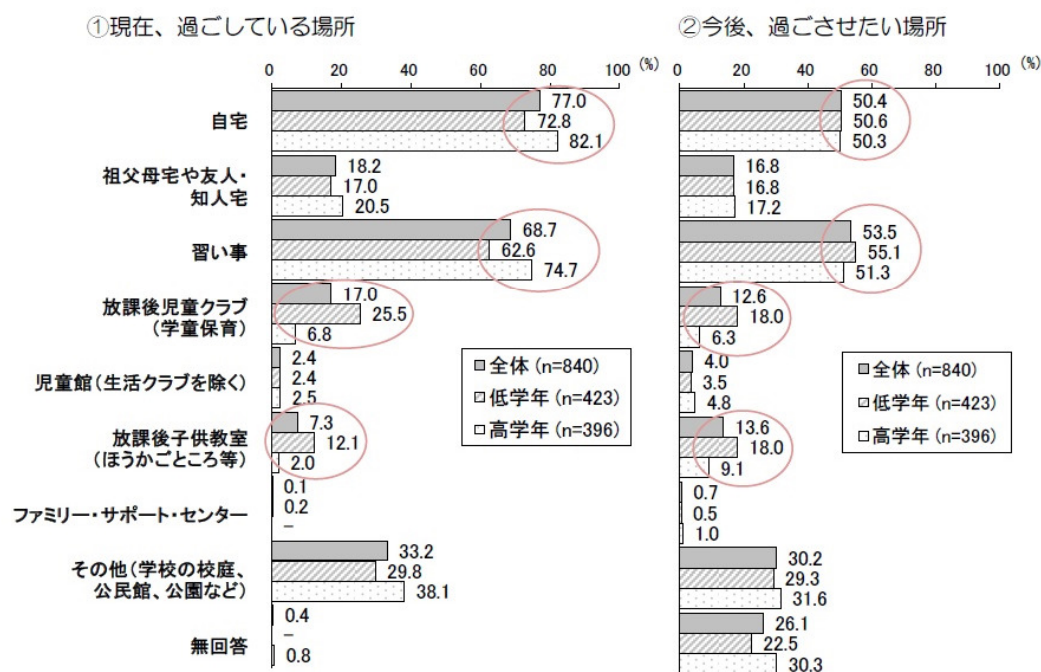 ①現在、過ごしている場所
②今後、過ごさせたい場所
0 20 40 60 80 100 (%)
0 20 40 60 80 100 (%)
自宅
77.0
72.8
82.1
50.4
50.6
50.3
祖父母宅や友人・
知人宅
18.2
17.0
20.5
16.8
16.8
17.2
習い事
68.7
62.6
74.7
53.5
55.1
51.3
放課後児童クラブ
(学童保育)
17.0
25.5
6.8
12.6
18.0
6.3
児童館(生活クラブを除く)
2.4
2.4
2.5
4.0
3.5
4.8
全体 (n=840)
低学年 (n=423)
高学年 (n=396)
全体 (n=840)
低学年 (n=423)
高学年 (n=396)
放課後子供教室
(ほうかごところ等)
7.3
12.1
2.0
13.6
18.0
9.1
ファミリー・サポート・センター
0.1
0.2
–
0.7
0.5
1.0
その他(学校の校庭、
公民館、公園など)
33.2
29.8
38.1
30.2
29.3
31.6
無回答
0.4
–
0.8
26.1
22.5
30.3